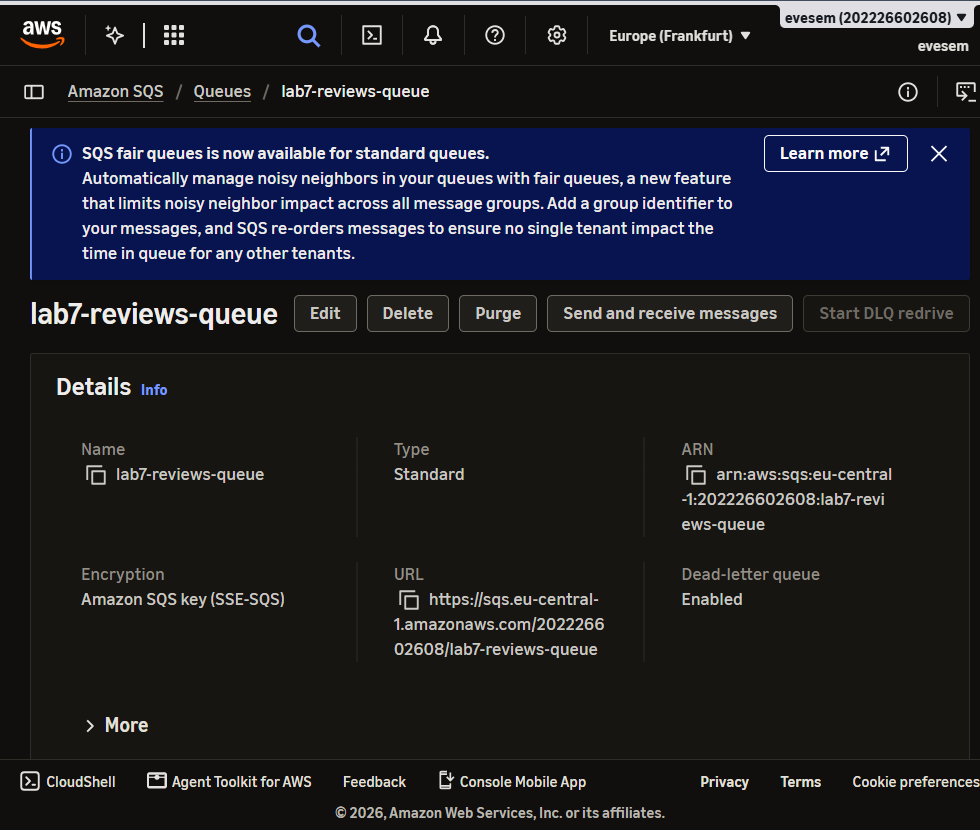 aws
Europe (Frankfurt)
evesem (202226602608)
evesem
Amazon SQS / Queues / lab7-reviews-queue
SQS fair queues is now available for standard queues.
Automatically manage noisy neighbors in your queues with fair queues, a new feature
that limits noisy neighbor impact across all message groups. Add a group identifier to
your messages, and SQS re-orders messages to ensure no single tenant impact the
time in queue for any other tenants.
Learn more
lab7-reviews-queue
Edit
Delete
Purge
Send and receive messages
Start DLQ redrive
Details Info
Name
lab7-reviews-queue
Type
Standard
ARN
arn:aws:sqs:eu-central
-1:202226602608:lab7-revi
ews-queue
Encryption
Amazon SQS key (SSE-SQS)
URL
https://sqs.eu-central-
1.amazonaws.com/2022266
02608/lab7-reviews-queue
Dead-letter queue
Enabled
More
CloudShell
Agent Toolkit for AWS
Feedback
Console Mobile App
Privacy
Terms
Cookie preferences
© 2026, Amazon Web Services, Inc. or its affiliates.